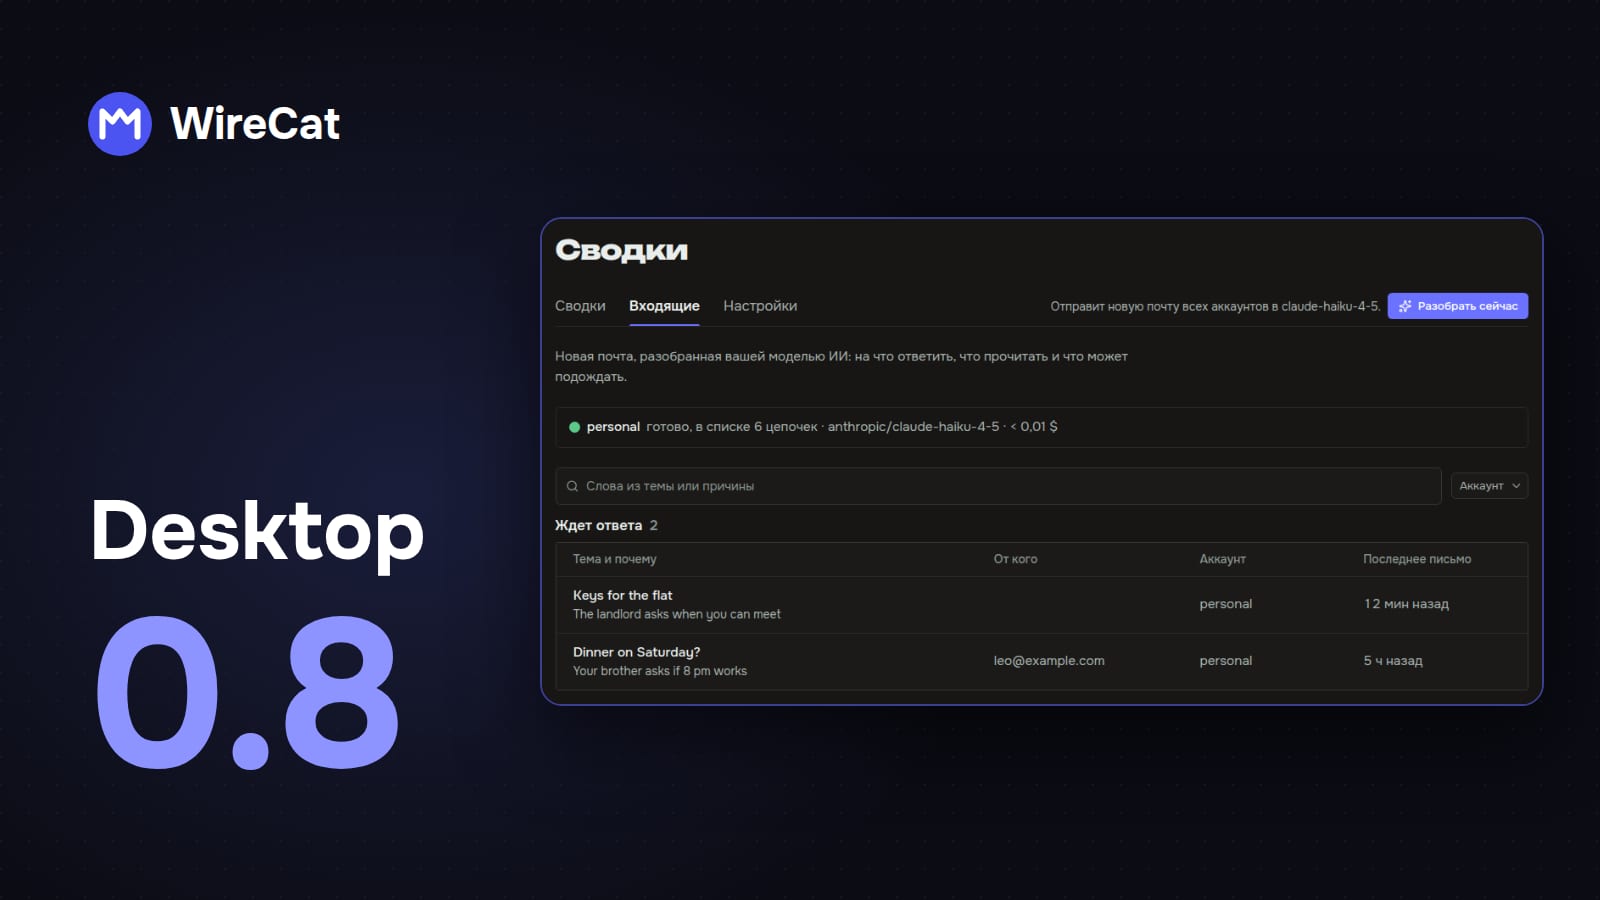 WireCat
Desktop
0.8
Сводки
Сводки Входящие Настройки Отправит новую почту всех аккаунтов в claude-haiku-4-5. Разобрать сейчас
Новая почта, разобранная вашей моделью ИИ: на что ответить, что прочитать и что может
подождать.
personal готово, в списке 6 цепочек · anthropic/claude-haiku-4-5 · < 0,01 $
Слова из темы или причины Аккаунт
Ждет ответа 2
Тема и почему От кого Аккаунт Последнее письмо
Keys for the flat
The landlord asks when you can meet personal 12 мин назад
Dinner on Saturday?
Your brother asks if 8 pm works leo@example.com personal 5 ч назад